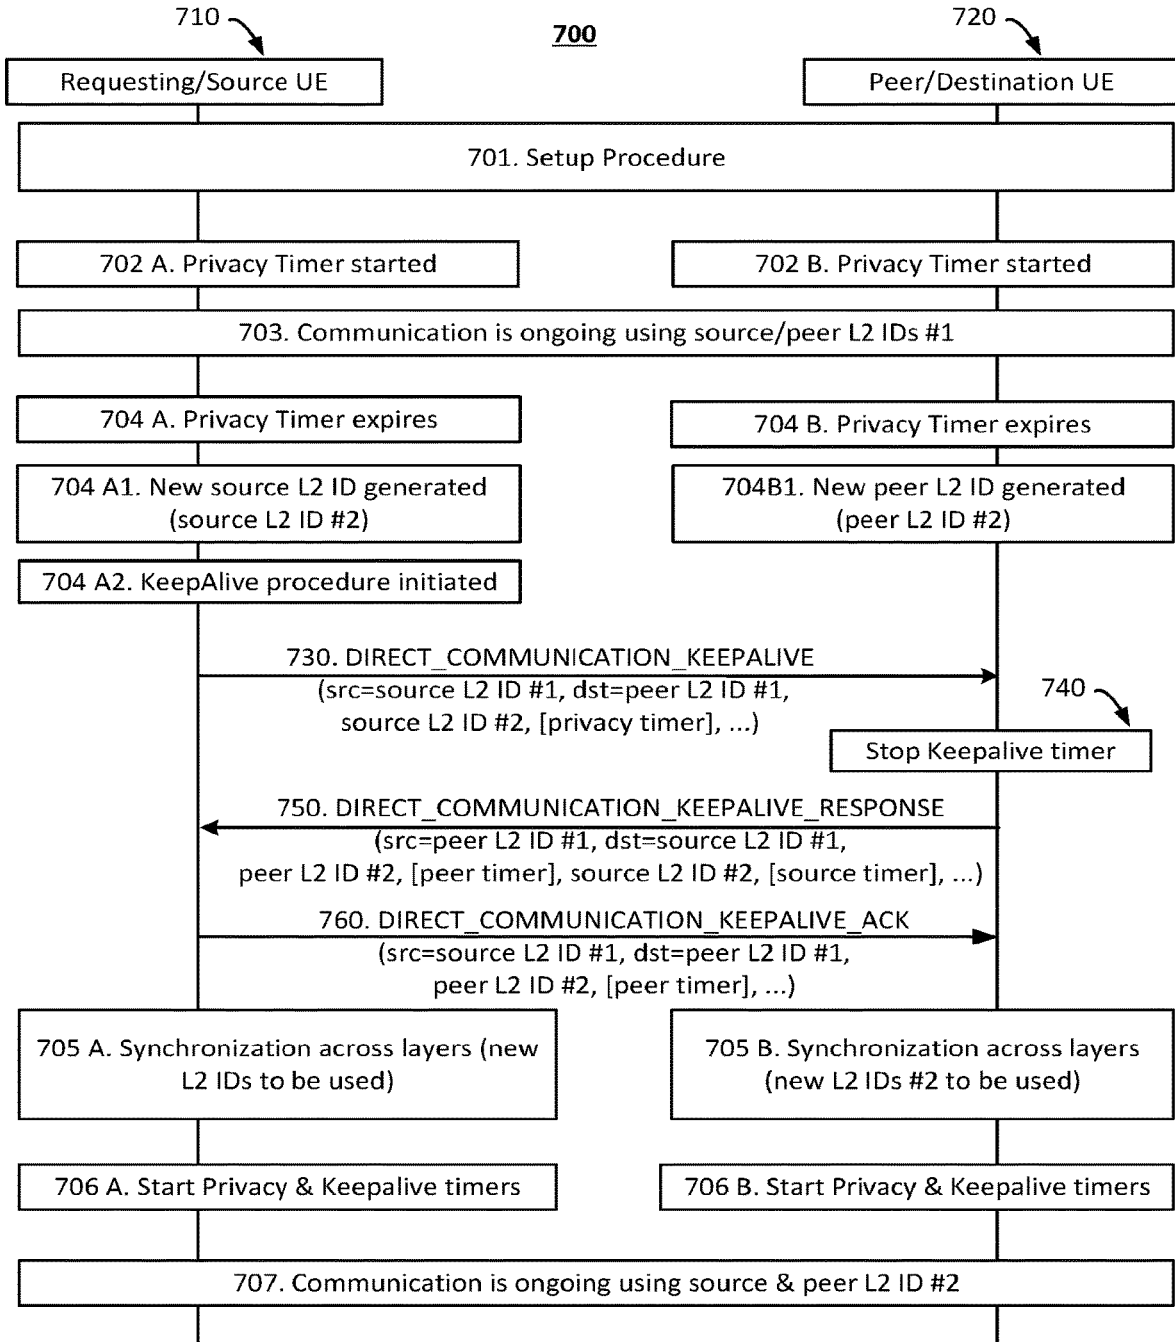 710
700
720
Requesting/Source UE
Peer/Destination UE
701. Setup Procedure
702 A. Privacy Timer started
702 B. Privacy Timer started
703. Communication is ongoing using source/peer L2 IDs #1
704 A. Privacy Timer expires
704 B. Privacy Timer expires
704 A1. New source L2 ID generated
(source L2 ID #2)
704B1. New peer L2 ID generated
(peer L2 ID #2)
704 A2. KeepAlive procedure initiated
730. DIRECT_COMMUNICATION_KEEPALIVE
(src=source L2 ID #1, dst=peer L2 ID #1,
source L2 ID #2, [privacy timer], ...)
740
Stop Keepalive timer
750. DIRECT_COMMUNICATION_KEEPALIVE_RESPONSE
(src=peer L2 ID #1, dst=source L2 ID #1,
peer L2 ID #2, [peer timer], source L2 ID #2, [source timer], ...)
760. DIRECT_COMMUNICATION_KEEPALIVE_ACK
(src=source L2 ID #1, dst=peer L2 ID #1,
peer L2 ID #2, [peer timer], ...)
705 A. Synchronization across layers (new
L2 IDs to be used)
705 B. Synchronization across layers
(new L2 IDs #2 to be used)
706 A. Start Privacy & Keepalive timers
706 B. Start Privacy & Keepalive timers
707. Communication is ongoing using source & peer L2 ID #2